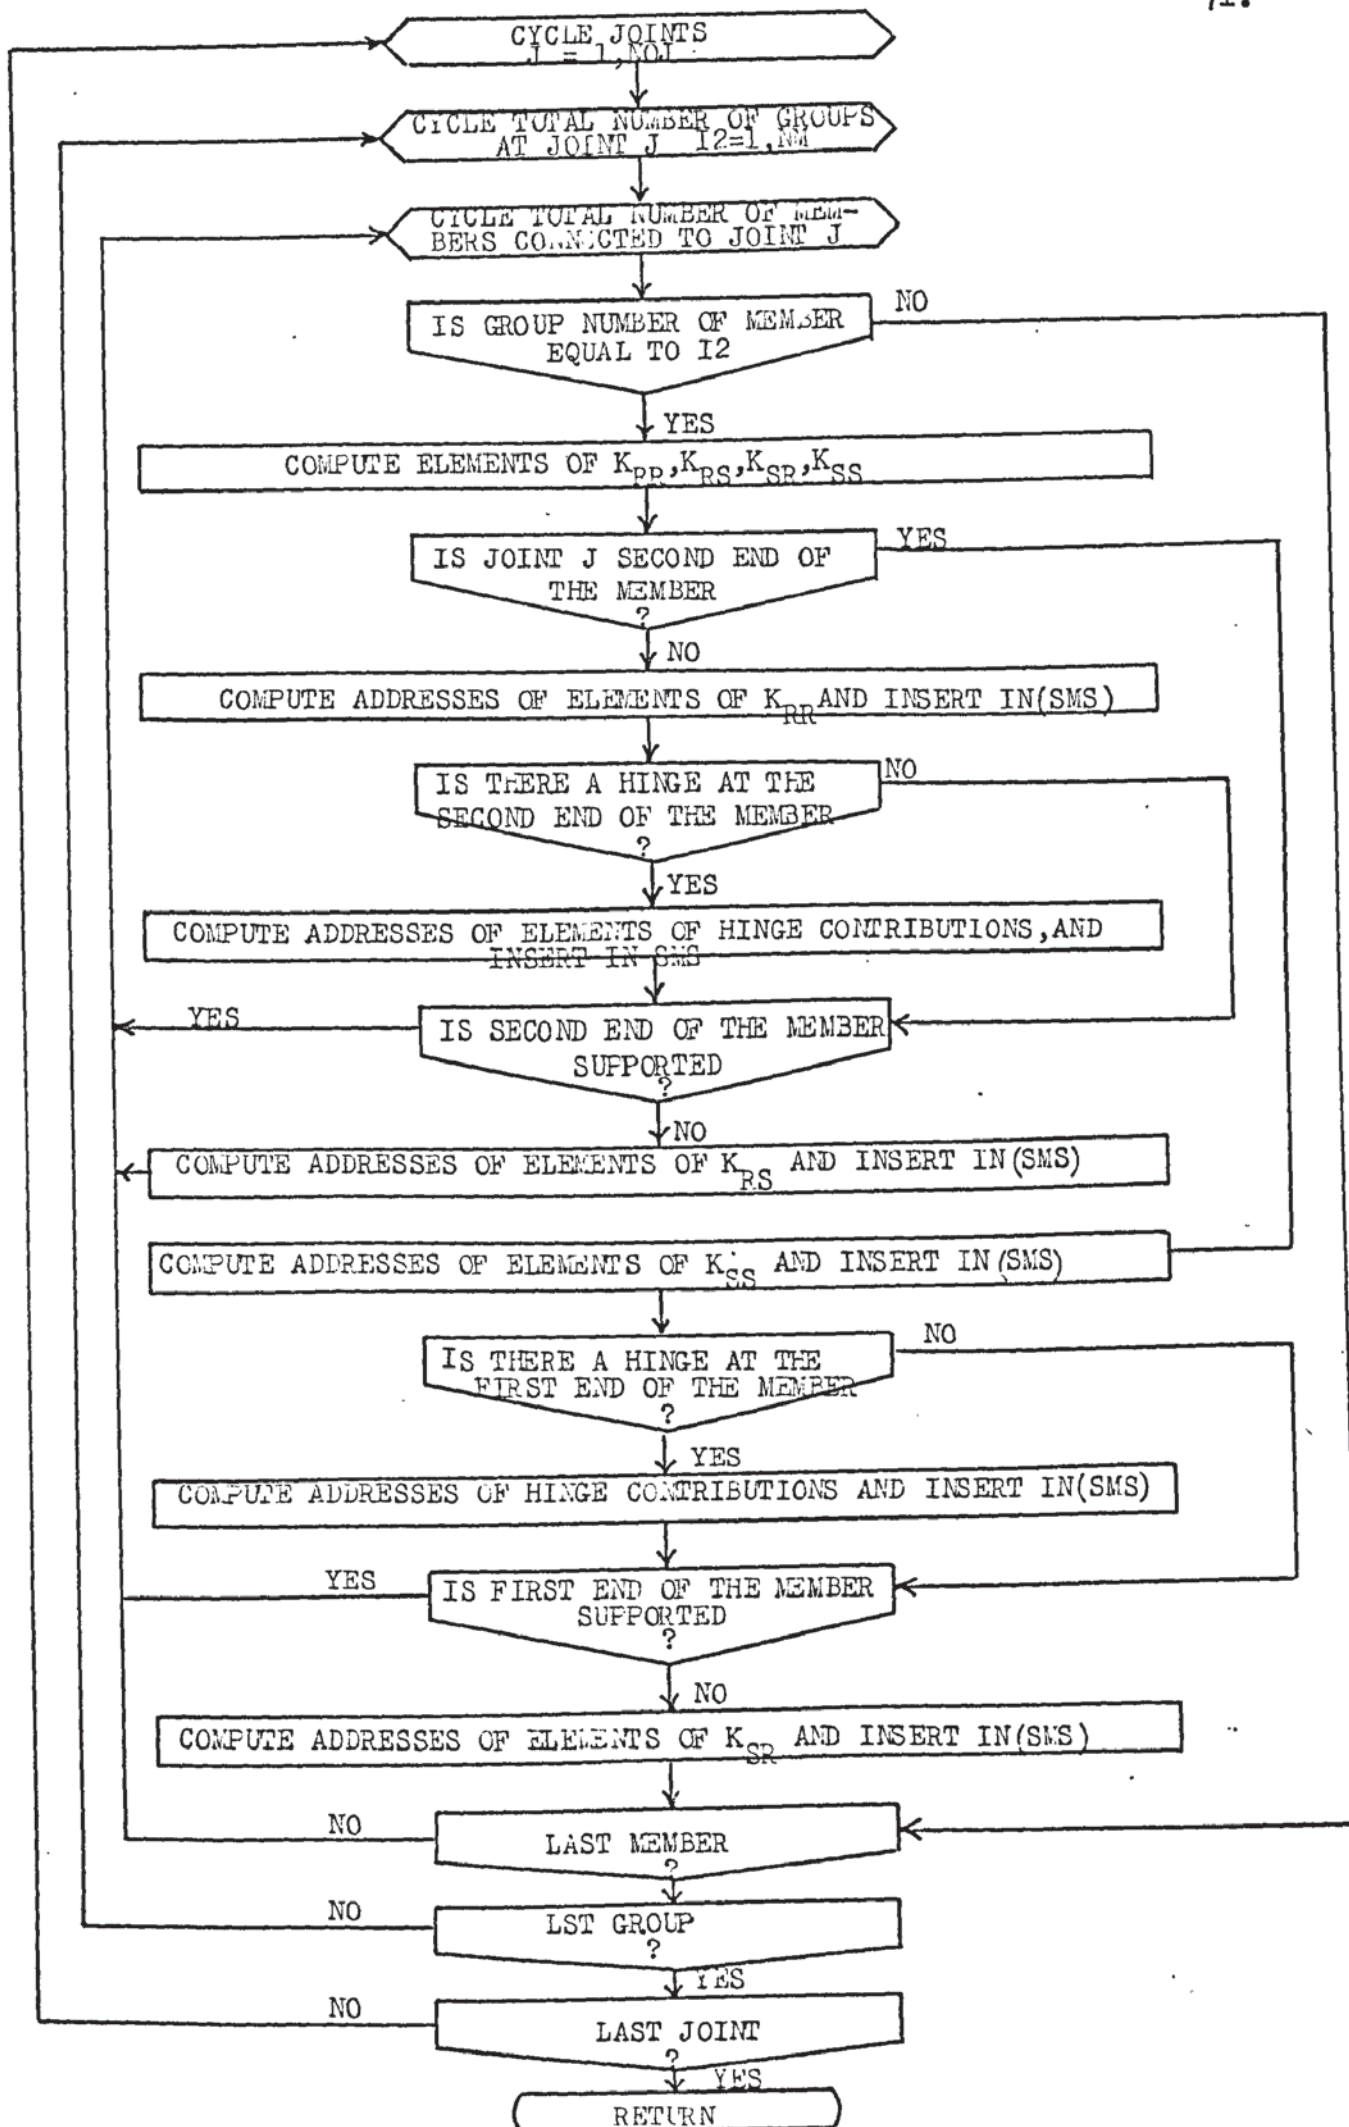 71.
CYCLE JOINTS
J = 1,NOJ
CYCLE TOTAL NUMBER OF GROUPS
AT JOINT J I2=1,NM
CYCLE TOTAL NUMBER OF MEM-
BERS CONNECTED TO JOINT J
IS GROUP NUMBER OF MEMBER
EQUAL TO I2
NO
YES
COMPUTE ELEMENTS OF K_RR,K_RS,K_SR,K_SS
IS JOINT J SECOND END OF
THE MEMBER
?
YES
NO
COMPUTE ADDRESSES OF ELEMENTS OF K_RR AND INSERT IN(SMS)
IS THERE A HINGE AT THE
SECOND END OF THE MEMBER
?
NO
YES
COMPUTE ADDRESSES OF ELEMENTS OF HINGE CONTRIBUTIONS,AND
INSERT IN SMS
YES
IS SECOND END OF THE MEMBER
SUPPORTED
?
NO
COMPUTE ADDRESSES OF ELEMENTS OF K_RS AND INSERT IN(SMS)
COMPUTE ADDRESSES OF ELEMENTS OF K_SS AND INSERT IN(SMS)
IS THERE A HINGE AT THE
FIRST END OF THE MEMBER
?
NO
YES
COMPUTE ADDRESSES OF HINGE CONTRIBUTIONS AND INSERT IN(SMS)
YES
IS FIRST END OF THE MEMBER
SUPPORTED
?
NO
COMPUTE ADDRESSES OF ELEMENTS OF K_SR AND INSERT IN(SMS)
NO
LAST MEMBER
?
NO
LST GROUP
?
YES
NO
LAST JOINT
?
YES
RETURN